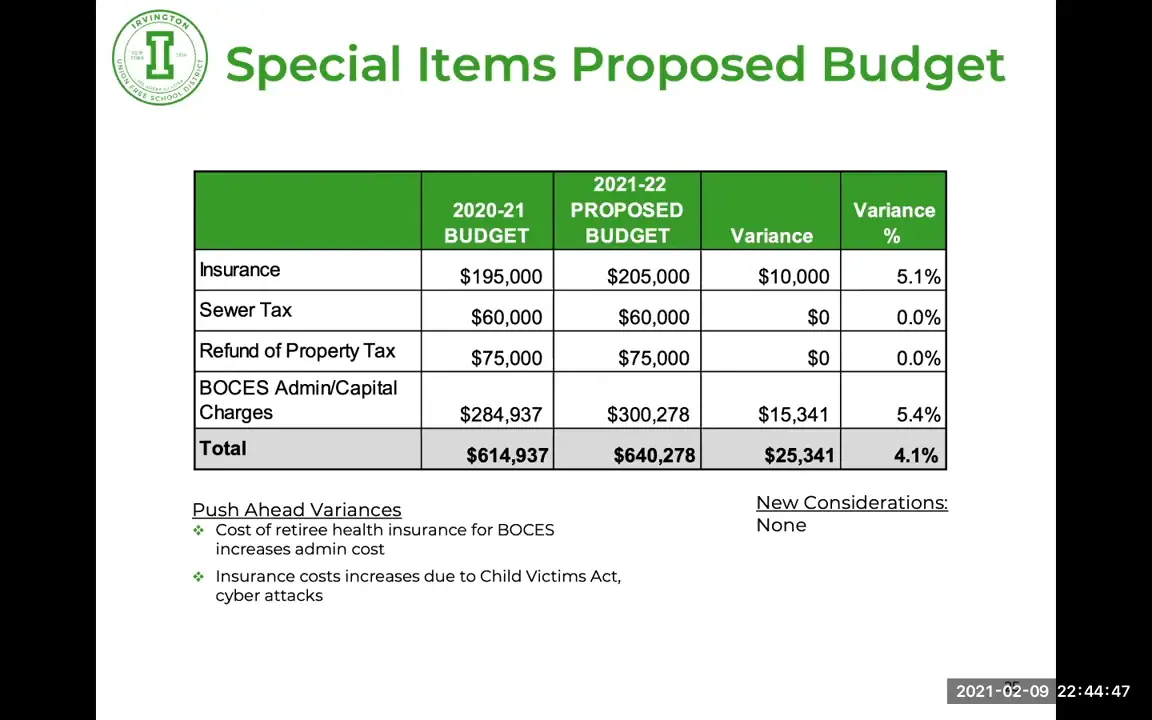 IRVINGTON
UNION FREE SCHOOL DISTRICT
Special Items Proposed Budget
2020-21 BUDGET
2021-22 PROPOSED BUDGET
Variance
Variance %
Insurance $195,000 $205,000 $10,000 5.1%
Sewer Tax $60,000 $60,000 $0 0.0%
Refund of Property Tax $75,000 $75,000 $0 0.0%
BOCES Admin/Capital
Charges $284,937 $300,278 $15,341 5.4%
Total $614,937 $640,278 $25,341 4.1%
Push Ahead Variances
Cost of retiree health insurance for BOCES
increases admin cost
Insurance costs increases due to Child Victims Act,
cyber attacks
New Considerations:
None
2021-02-09 22:44:47